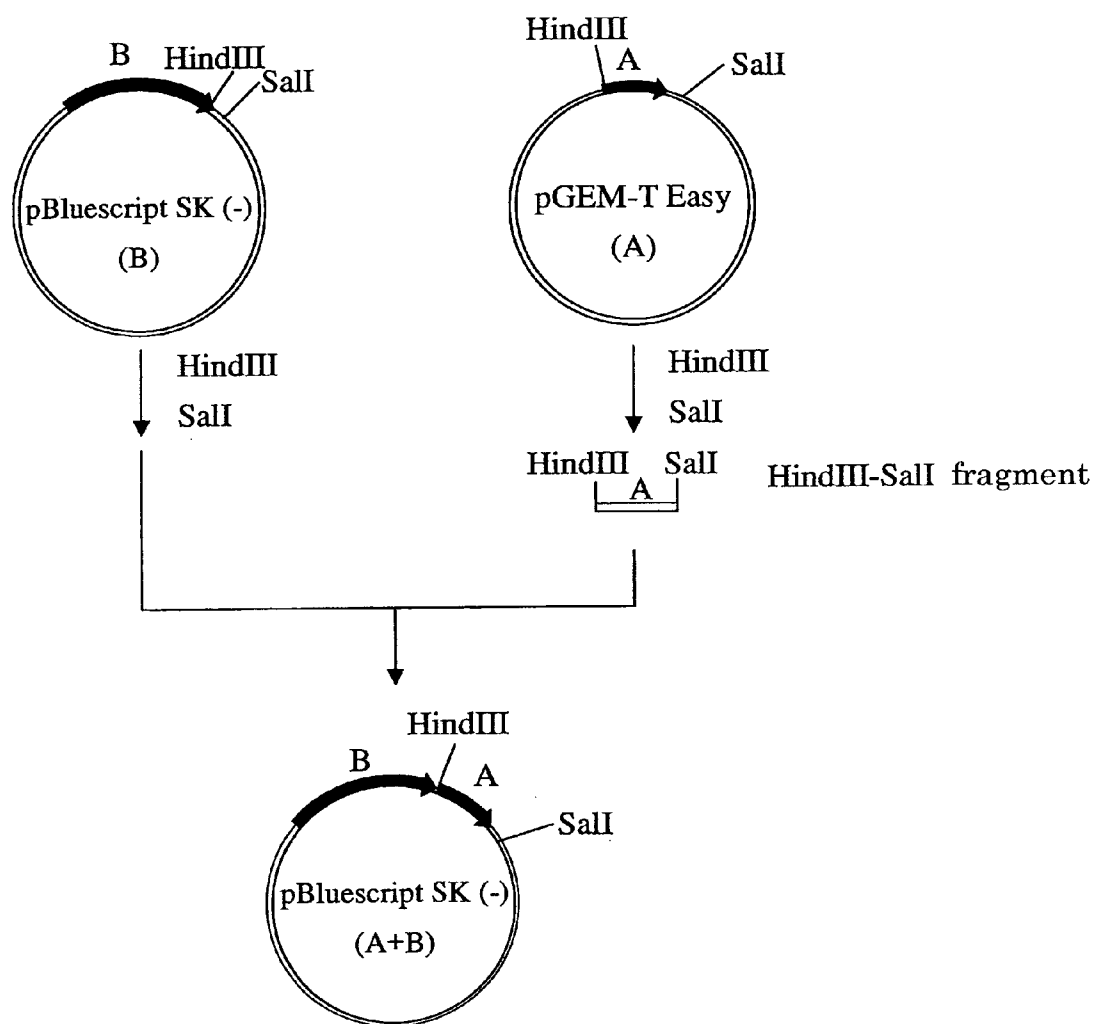 B
HindIII
SalI
pBluescript SK (-)
(B)
HindIII
A
SalI
pGEM-T Easy
(A)
HindIII
SalI
HindIII
SalI
HindIII
SalI
A
HindIII-SalI fragment
HindIII
B
A
SalI
pBluescript SK (-)
(A+B)